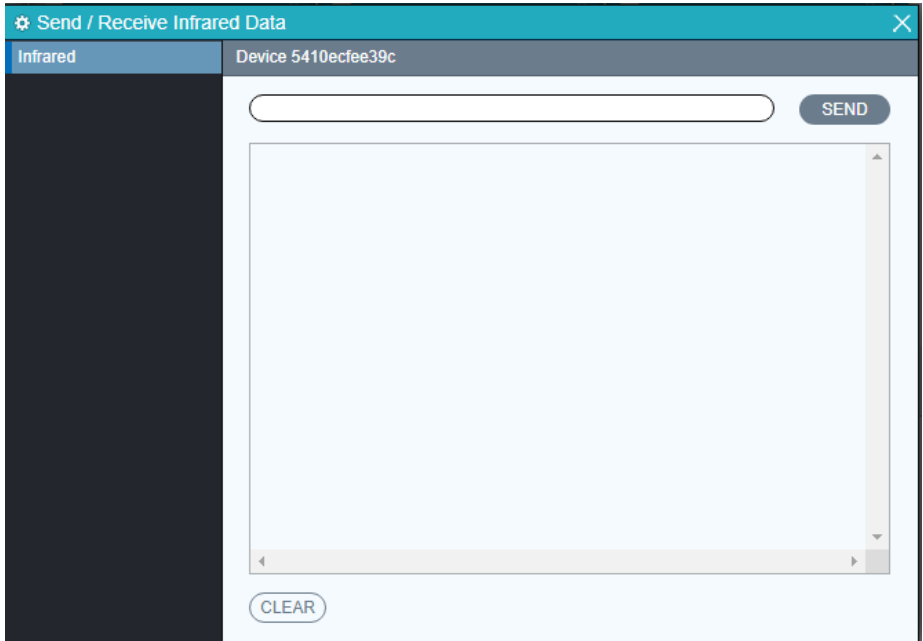 Send / Receive Infrared Data
Infrared
Device 5410ecfee39c
SEND
CLEAR